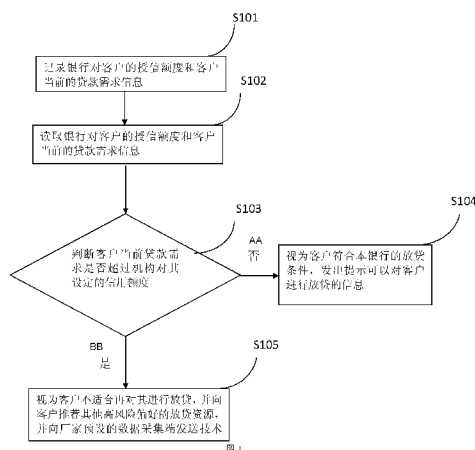 S101
记录银行对客户的授信额度和客户
当前的贷款需求信息
S102
读取银行对客户的授信额度和客户
当前的贷款需求信息
S103
判断客户当前贷款需
求是否超过机构对其
设定的信用额度
AA
否
S104
视为客户符合本银行的放贷
条件，发出提示可以对客户
进行放贷的信息
BB
是
S105
视为客户不适合再对其进行放贷，并向
客户推荐其他高风险偏好的放贷资源，
并向厂家预设的数据采集端发送技术
图1